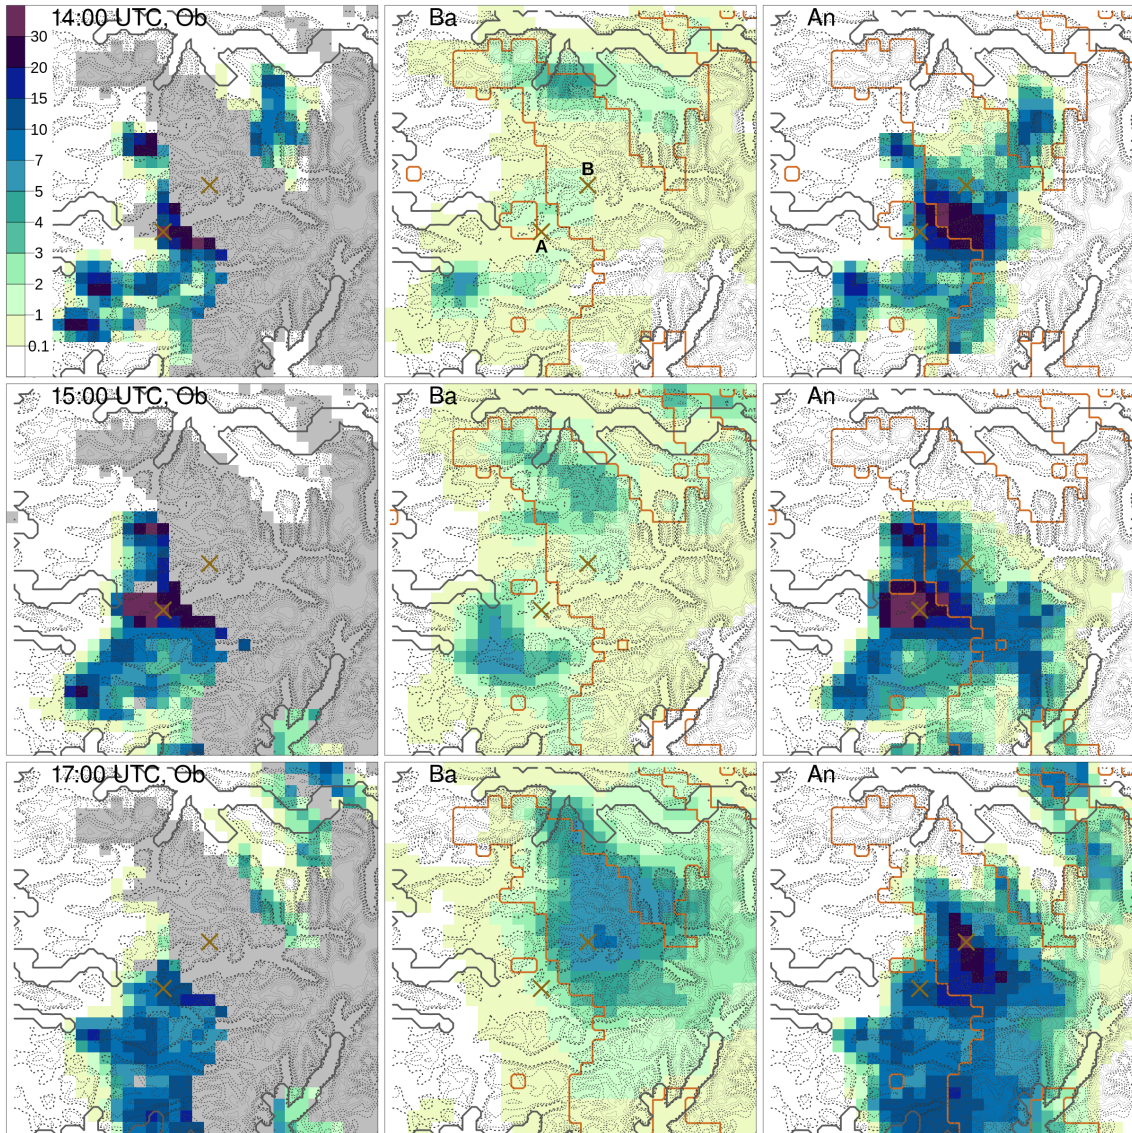 14:00 UTC, Ob
Ba
An
30
20
15
10
7
5
4
3
2
1
0.1
B
A
15:00 UTC, Ob
Ba
An
17:00 UTC, Ob
Ba
An